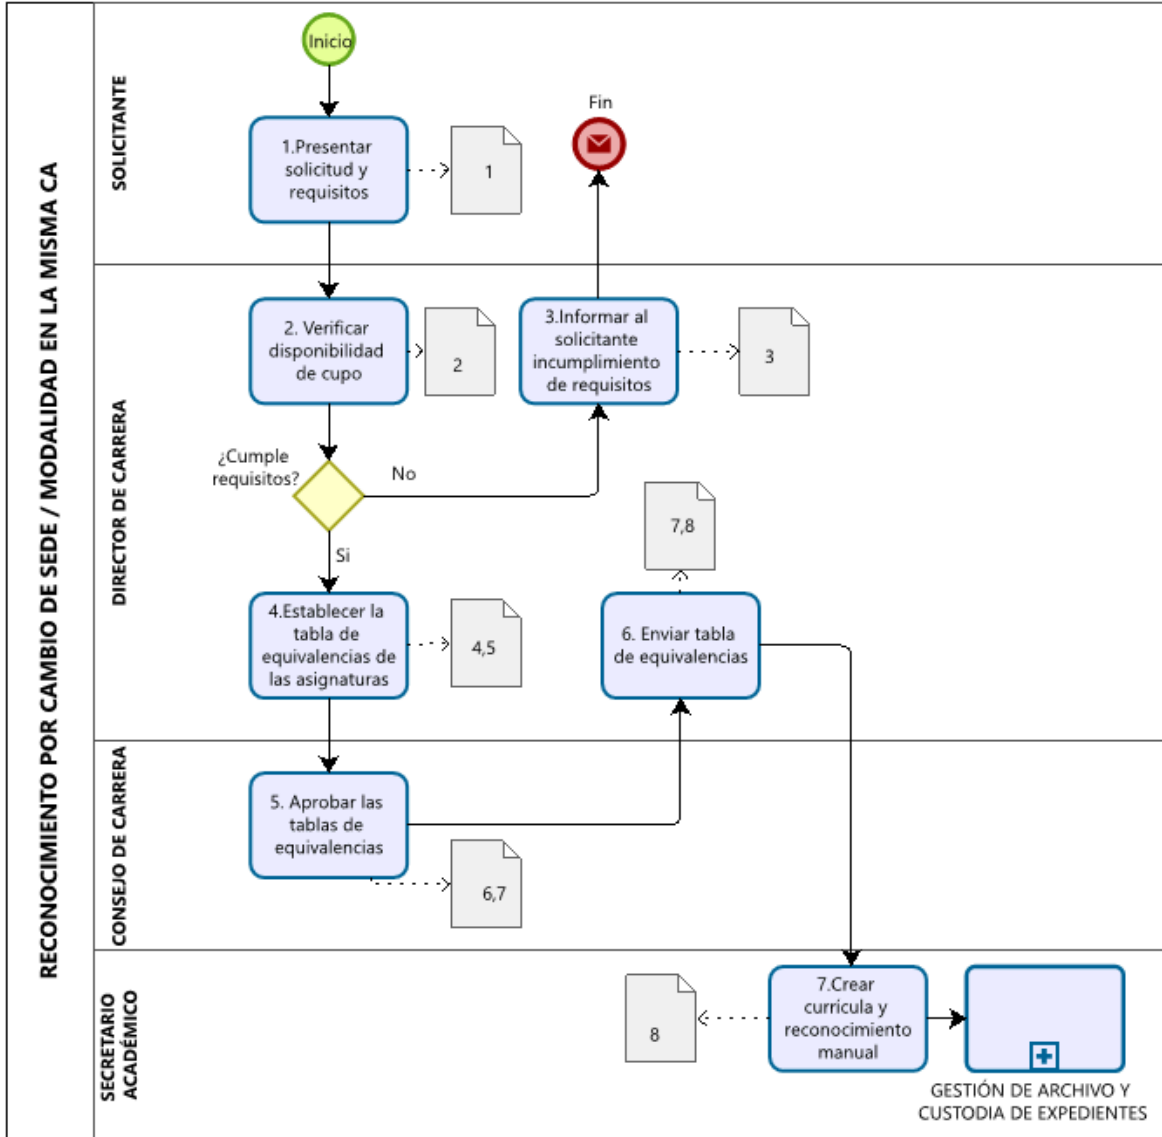 RECONOCIMIENTO POR CAMBIO DE SEDE / MODALIDAD EN LA MISMA CA
SOLICITANTE
Inicio
1.Presentar
solicitud y
requisitos
1
Fin
DIRECTOR DE CARRERA
2. Verificar
disponibilidad
de cupo
2
3.Informar al
solicitante
incumplimiento
de requisitos
3
¿Cumple
requisitos?
No
Si
4.Establecer la
tabla de
equivalencias de
las asignaturas
4,5
7,8
6. Enviar tabla
de equivalencias
CONSEJO DE CARRERA
5. Aprobar las
tablas de
equivalencias
6,7
SECRETARIO
ACADÉMICO
8
7.Crear
currícula y
reconocimiento
manual
GESTIÓN DE ARCHIVO Y
CUSTODIA DE EXPEDIENTES